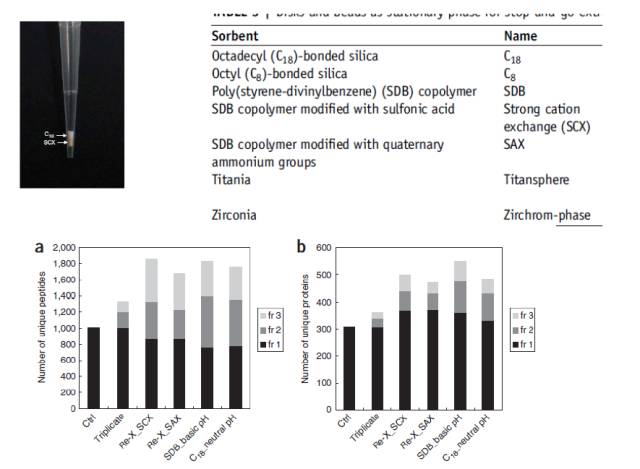 Sorbent Name
Octadecyl (C18)-bonded silica C18
Octyl (C8)-bonded silica C8
Poly(styrene-divinylbenzene) (SDB) copolymer SDB
SDB copolymer modified with sulfonic acid Strong cation
exchange (SCX)
SDB copolymer modified with quaternary SAX
ammonium groups
Titania Titansphere
Zirconia Zirchrom-phase
C18
SCX
a
Number of unique peptides
2,000
1,800
1,600
1,400
1,200
1,000
800
600
400
200
0
Ctrl
Triplicate
Re-X_SCX
Re-X_SAX
SDB_basic pH
C18_neutral pH
fr 3
fr 2
fr 1
b
Number of unique proteins
600
500
400
300
200
100
0
Ctrl
Triplicate
Re-X_SCX
Re-X_SAX
SDB_basic pH
C18_neutral pH
fr 3
fr 2
fr 1